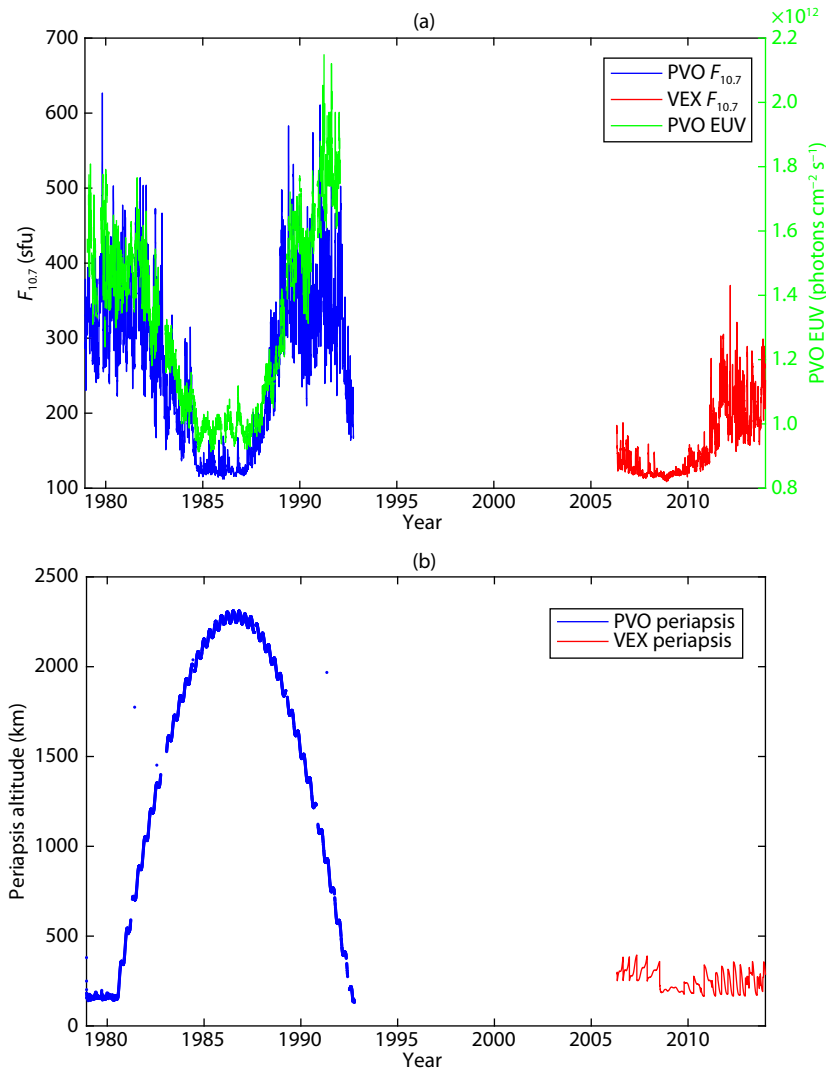 (a)
×10¹²
700
600
500
400
300
200
100
F₁₀.₇ (sfu)
2.2
2.0
1.8
1.6
1.4
1.2
1.0
0.8
PVO EUV (photons cm⁻² s⁻¹)
PVO F₁₀.₇
VEX F₁₀.₇
PVO EUV
1980 1985 1990 1995 2000 2005 2010
Year
(b)
2500
2000
1500
1000
500
0
Periapsis altitude (km)
PVO periapsis
VEX periapsis
1980 1985 1990 1995 2000 2005 2010
Year